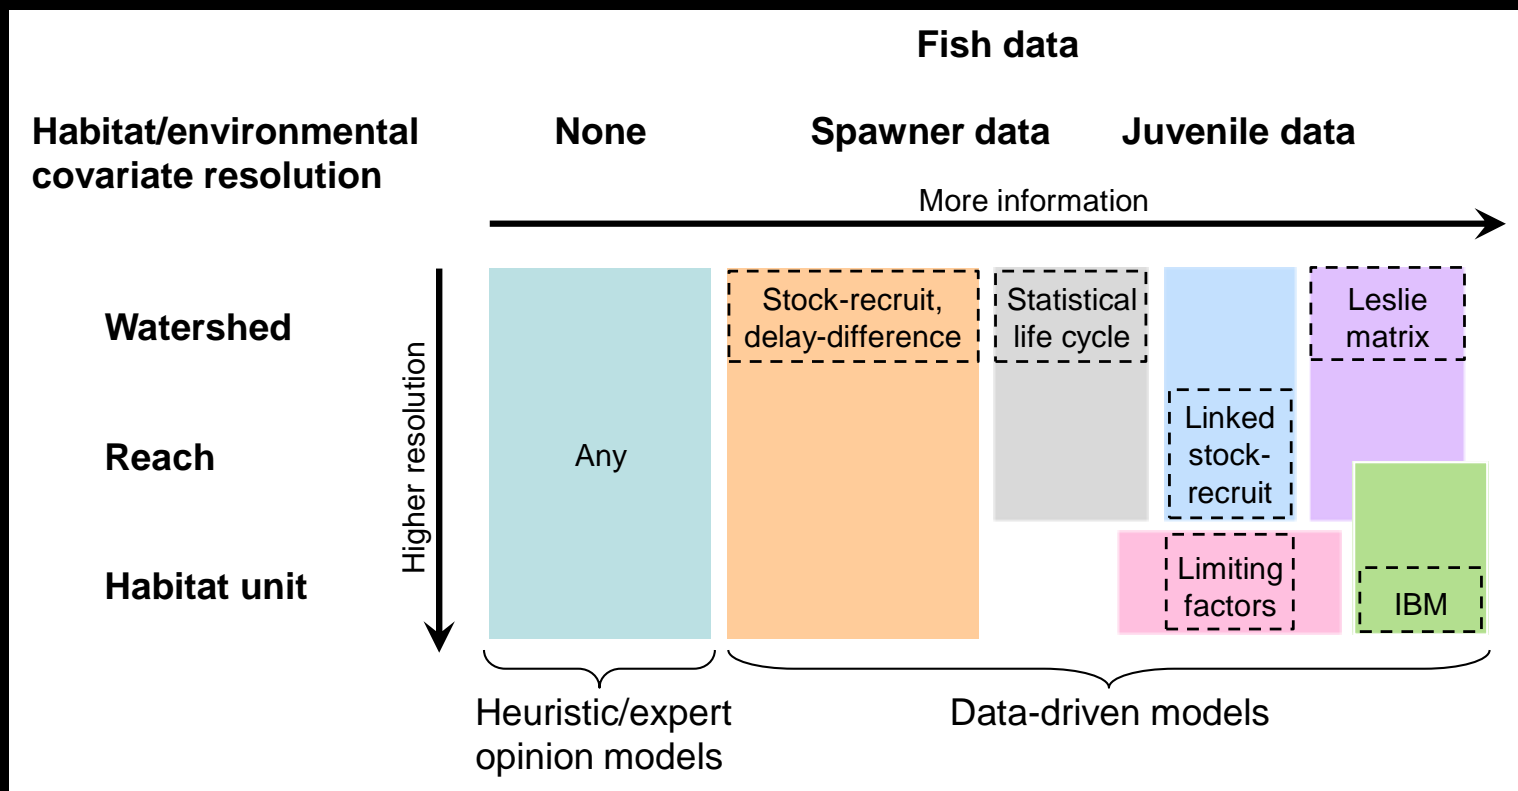 Fish data
Habitat/environmental
covariate resolution
None
Spawner data
Juvenile data
More information
Higher resolution
Watershed
Reach
Habitat unit
Any
Stock-recruit,
delay-difference
Statistical
life cycle
Linked
stock-
recruit
Leslie
matrix
Limiting
factors
IBM
Heuristic/expert
opinion models
Data-driven models